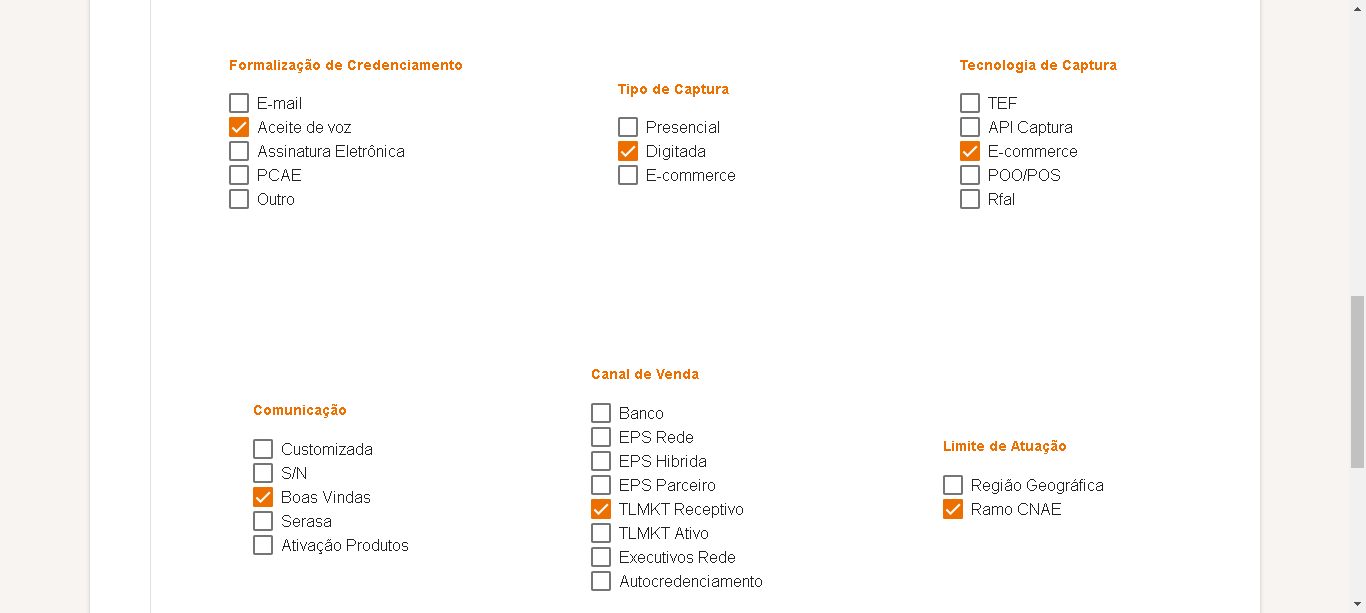 Formalização de Credenciamento
E-mail
Aceite de voz
Assinatura Eletrônica
PCAE
Outro
Tipo de Captura
Presencial
Digitada
E-commerce
Tecnologia de Captura
TEF
API Captura
E-commerce
POO/POS
Rfal
Comunicação
Customizada
S/N
Boas Vindas
Serasa
Ativação Produtos
Canal de Venda
Banco
EPS Rede
EPS Hibrida
EPS Parceiro
TLMKT Receptivo
TLMKT Ativo
Executivos Rede
Autocredenciamento
Limite de Atuação
Região Geográfica
Ramo CNAE